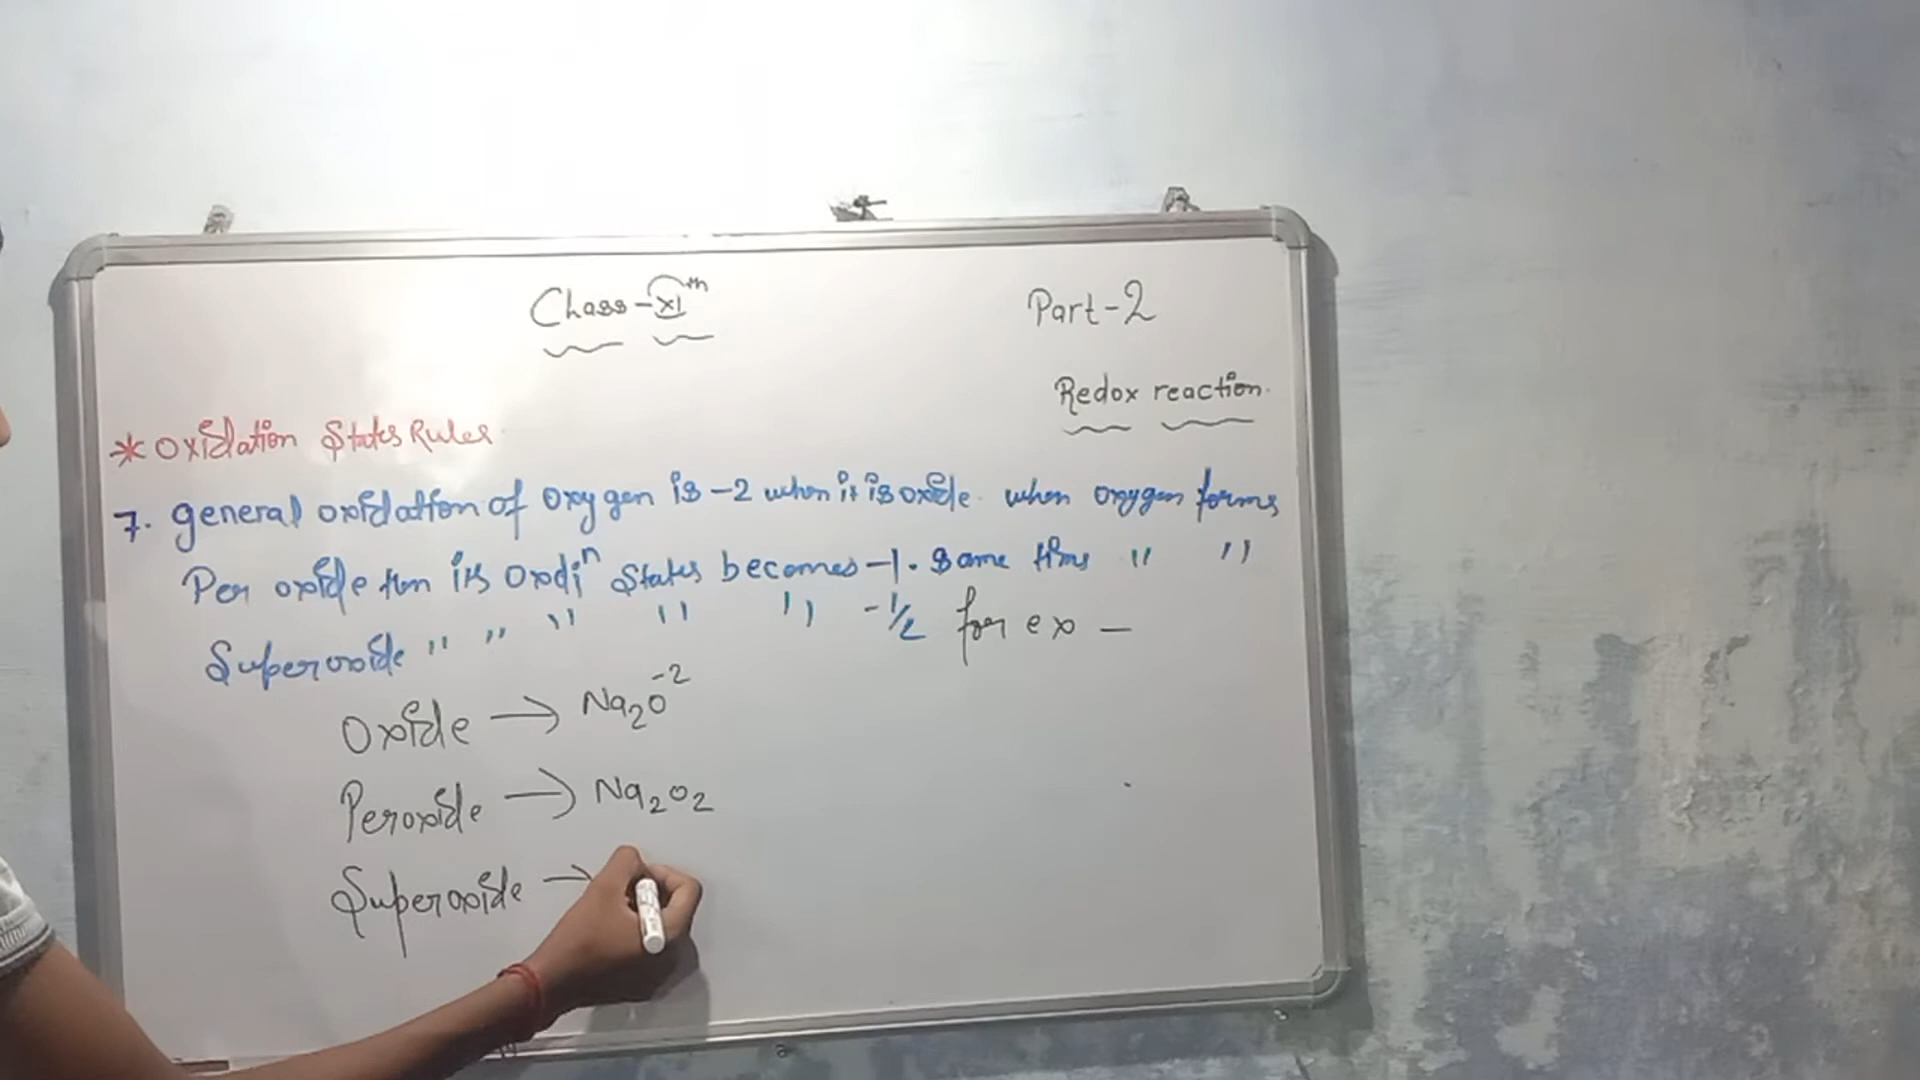 Class-XIth
Part-2
Redox reaction.
* Oxidation States Rules
7. general oxidation of oxygen is -2 when it is oxide. when oxygen forms
Per oxide then its Oxdiⁿ States becomes -1. Same thms " "
Superoxide " " " " " -1/2 for ex —
Oxide → Na₂O⁻²
Peroxide → Na₂O₂
Superoxide →